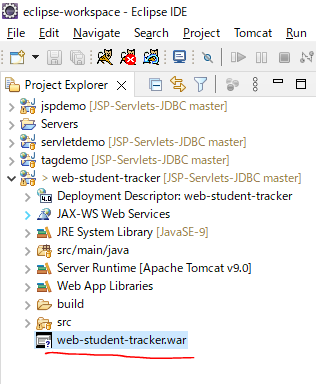 eclipse-workspace - Eclipse IDE
File Edit Navigate Search Project Tomcat Run
Project Explorer
jspdemo [JSP-Servlets-JDBC master]
Servers
servletdemo [JSP-Servlets-JDBC master]
tagdemo [JSP-Servlets-JDBC master]
> web-student-tracker [JSP-Servlets-JDBC master]
Deployment Descriptor: web-student-tracker
JAX-WS Web Services
JRE System Library [JavaSE-9]
src/main/java
Server Runtime [Apache Tomcat v9.0]
Web App Libraries
build
src
web-student-tracker.war